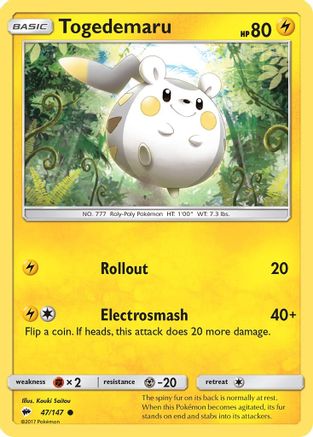 BASIC Togedemaru HP 80
NO. 777 Roly-Poly Pokémon HT: 1'00" WT: 7.3 lbs.
Rollout 20
Electrosmash 40+
Flip a coin. If heads, this attack does 20 more damage.
weakness × 2 resistance -20 retreat
Illus. Kouki Saitou
47/147
©2017 Pokémon
The spiny fur on its back is normally at rest.
When this Pokémon becomes agitated, its fur
stands on end and stabs into its attackers.